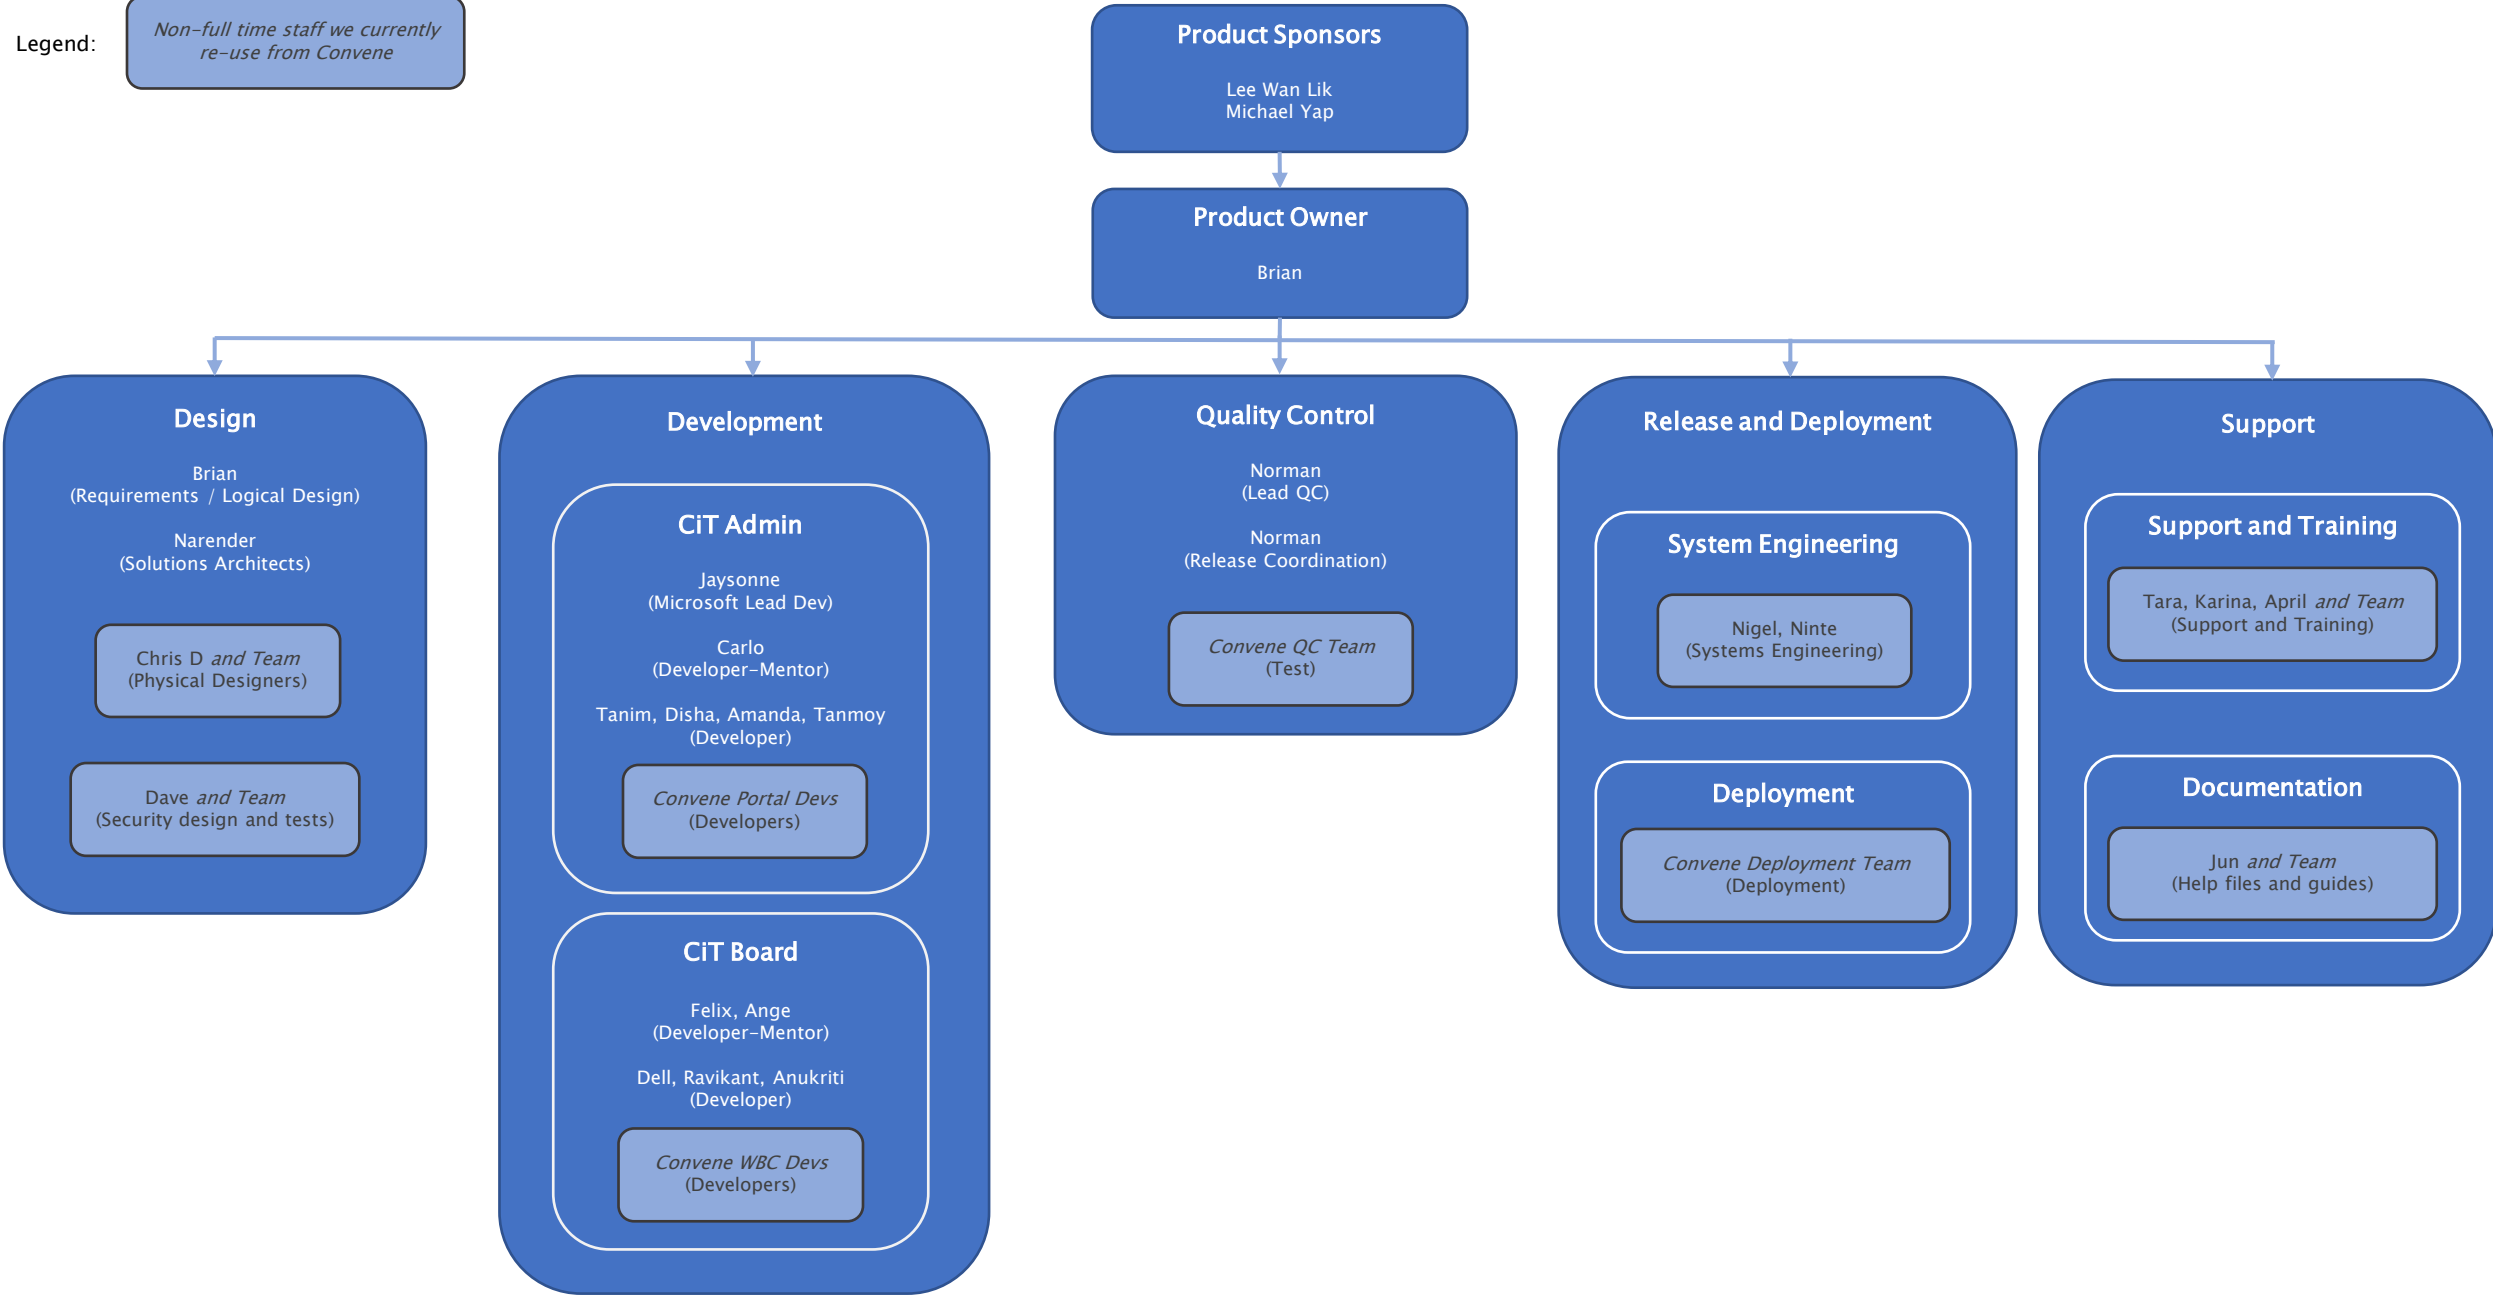 Legend:
Non-full time staff we currently
re-use from Convene
Product Sponsors
Lee Wan Lik
Michael Yap
Product Owner
Brian
Design
Brian
(Requirements / Logical Design)
Narender
(Solutions Architects)
Chris D and Team
(Physical Designers)
Dave and Team
(Security design and tests)
Development
CiT Admin
Jaysonne
(Microsoft Lead Dev)
Carlo
(Developer-Mentor)
Tanim, Disha, Amanda, Tanmoy
(Developer)
Convene Portal Devs
(Developers)
CiT Board
Felix, Ange
(Developer-Mentor)
Dell, Ravikant, Anukriti
(Developer)
Convene WBC Devs
(Developers)
Quality Control
Norman
(Lead QC)
Norman
(Release Coordination)
Convene QC Team
(Test)
Release and Deployment
System Engineering
Nigel, Ninte
(Systems Engineering)
Deployment
Convene Deployment Team
(Deployment)
Support
Support and Training
Tara, Karina, April and Team
(Support and Training)
Documentation
Jun and Team
(Help files and guides)